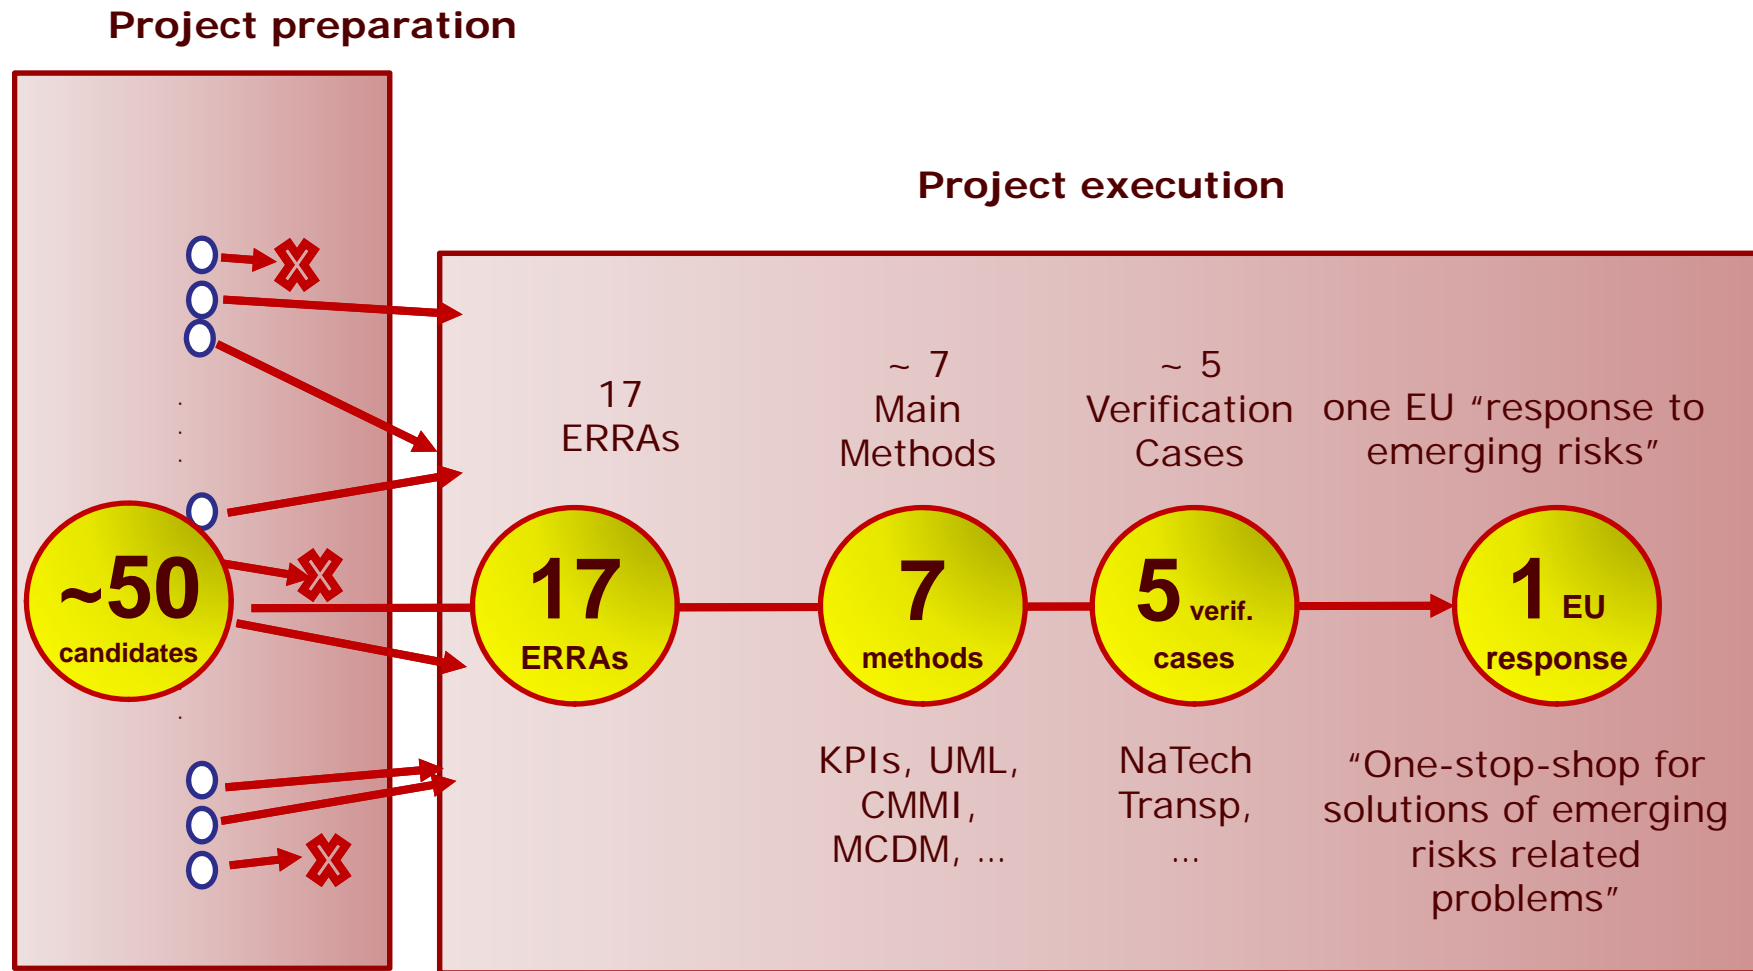 Project preparation
Project execution
~50
candidates
17
ERRAs
17
ERRAs
~ 7
Main
Methods
7
methods
KPIs, UML,
CMMI,
MCDM, ...
~ 5
Verification
Cases
5 verif.
cases
NaTech
Transp,
...
one EU “response to
emerging risks”
1 EU
response
“One-stop-shop for
solutions of emerging
risks related
problems”